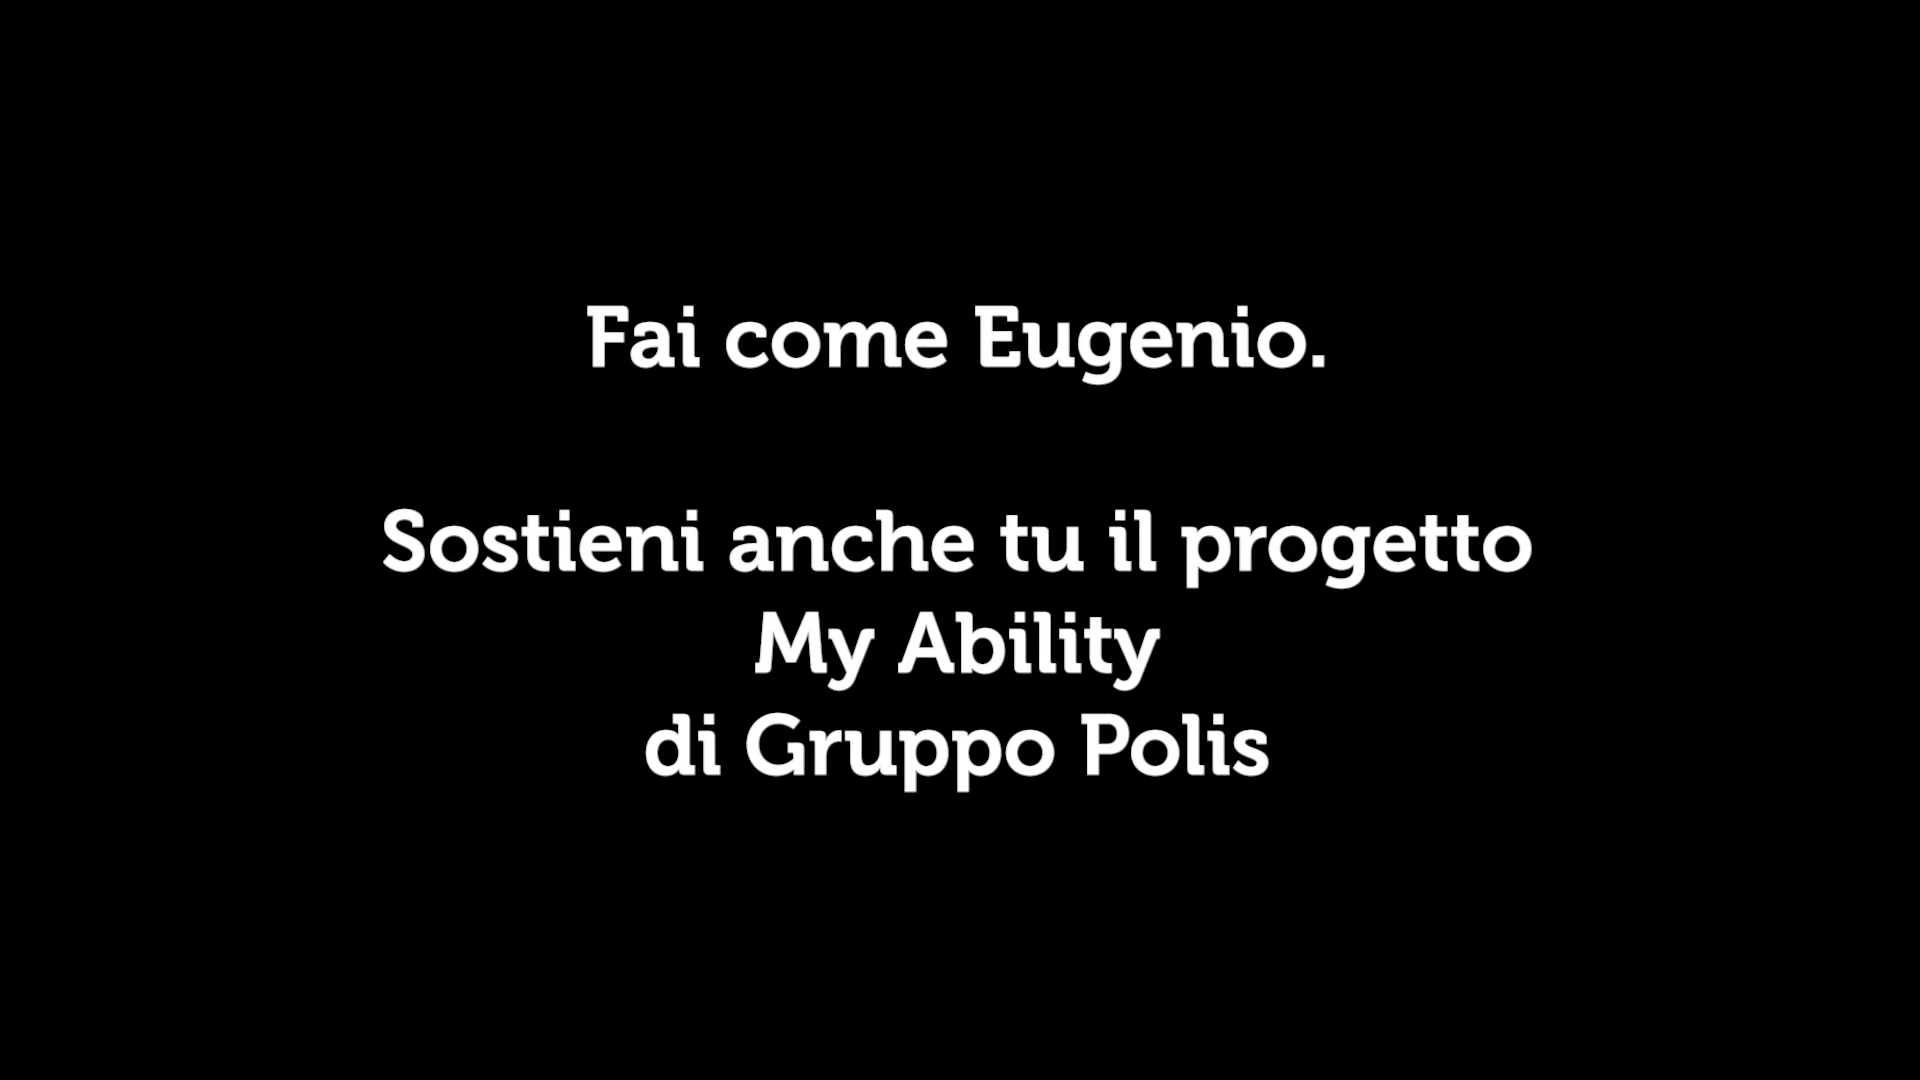 Fai come Eugenio.
Sostieni anche tu il progetto
My Ability
di Gruppo Polis